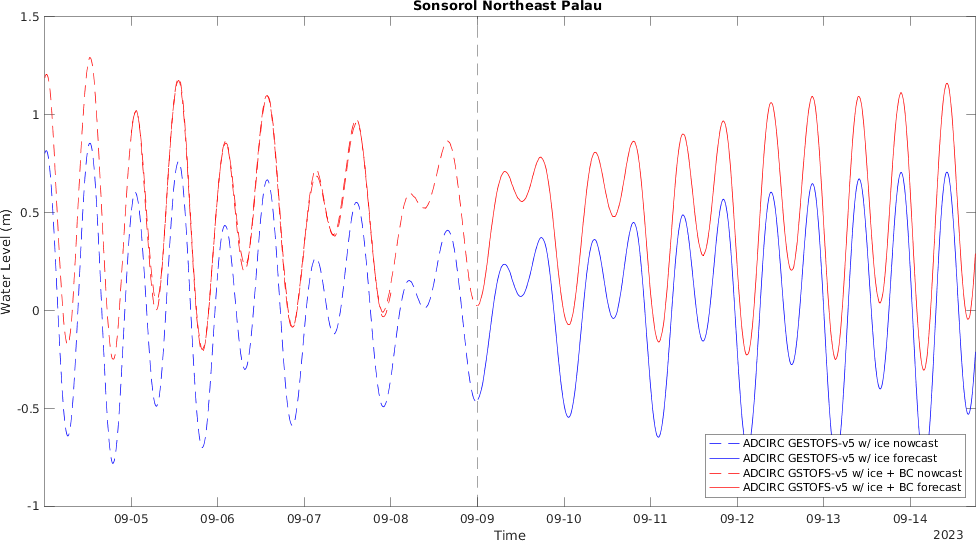 Sonsorol Northeast Palau
1.5
1
0.5
0
-0.5
-1
Water Level (m)
09-05 09-06 09-07 09-08 09-09 09-10 09-11 09-12 09-13 09-14
Time
2023
ADCIRC GESTOFS-v5 w/ ice nowcast
ADCIRC GESTOFS-v5 w/ ice forecast
ADCIRC GSTOFS-v5 w/ ice + BC nowcast
ADCIRC GSTOFS-v5 w/ ice + BC forecast